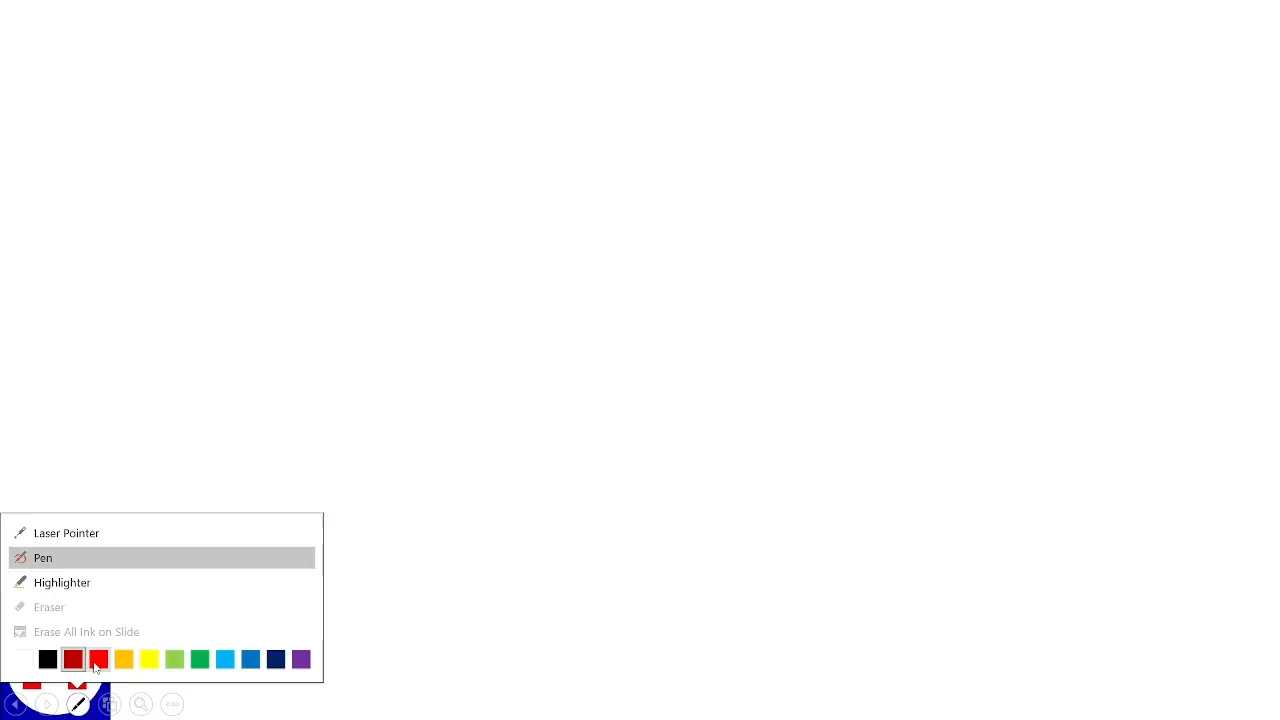 Laser Pointer
Pen
Highlighter
Eraser
Erase All Ink on Slide